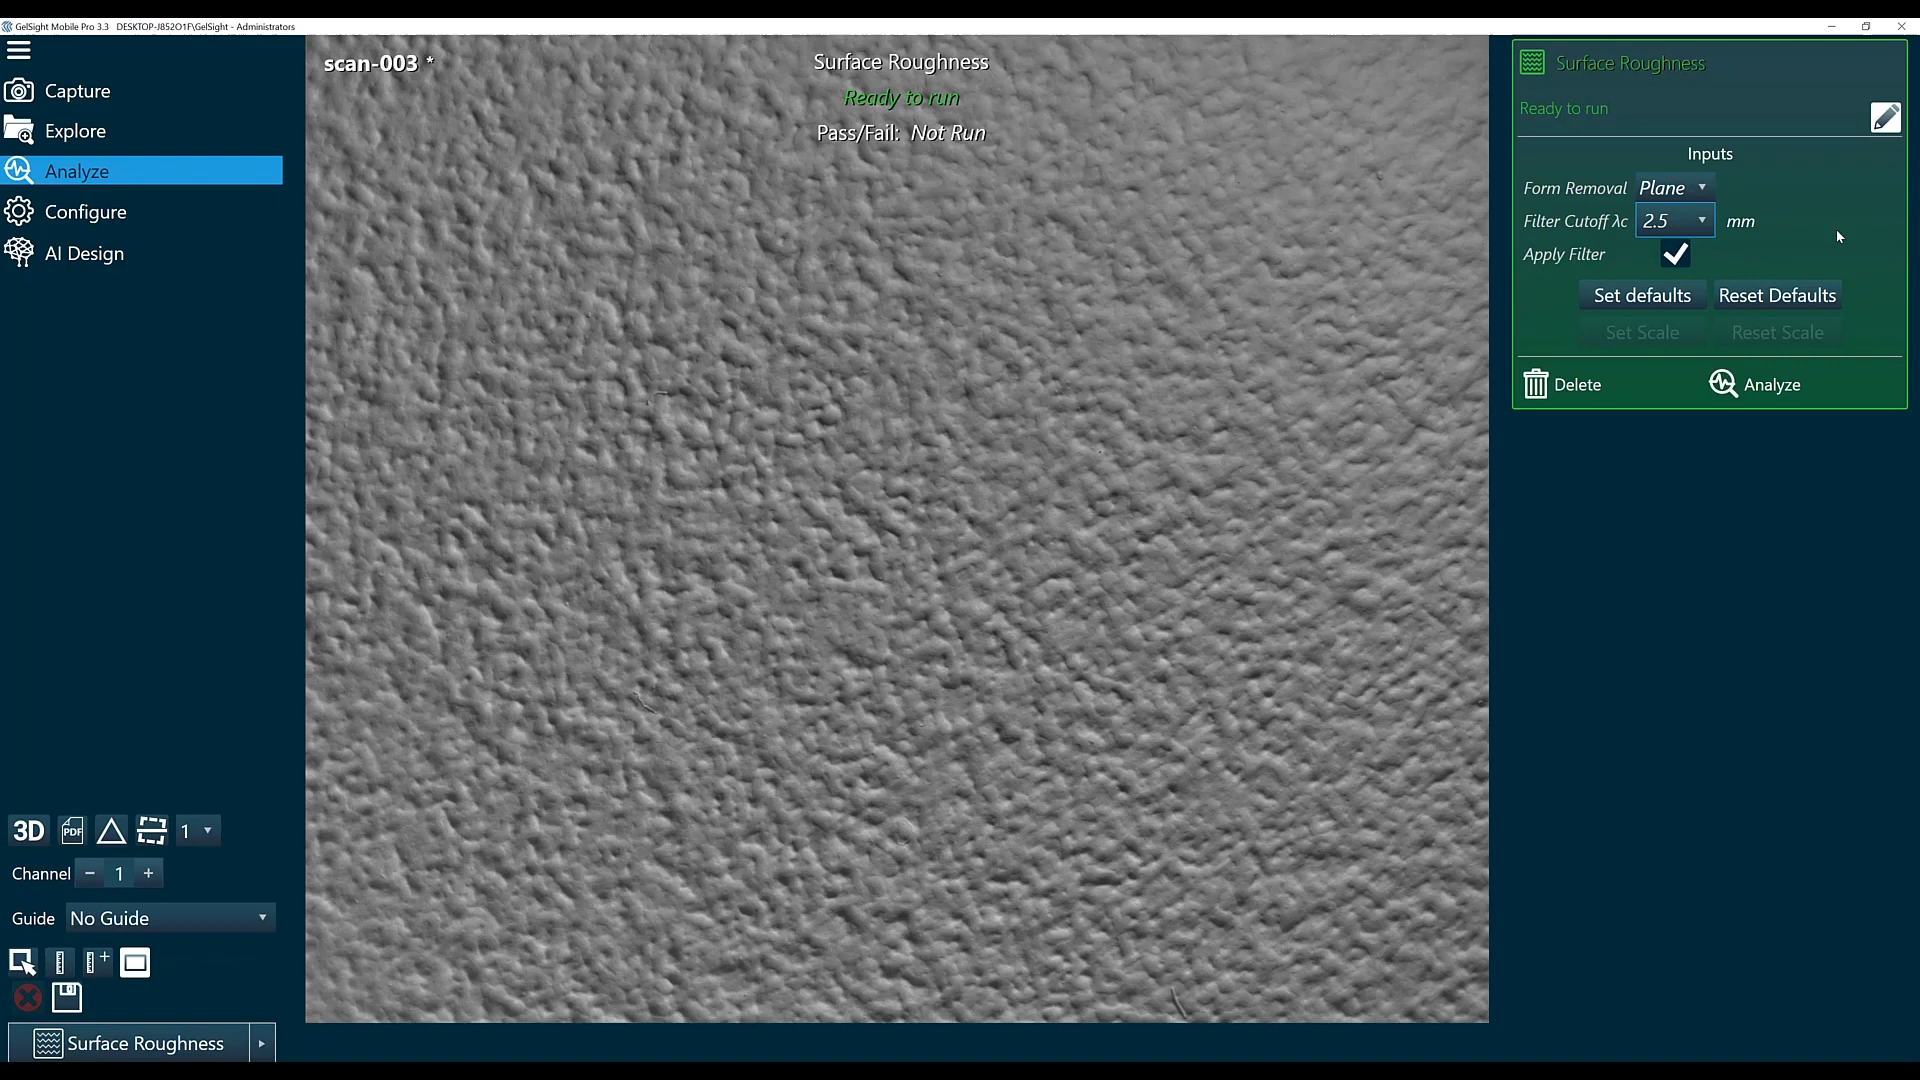 GelSight Mobile Pro 3.3 DESKTOP-J852O1F\GelSight - Administrators
Capture
Explore
Analyze
Configure
AI Design
scan-003 *
Surface Roughness
Ready to run
Pass/Fail: Not Run
Surface Roughness
Ready to run
Inputs
Form Removal Plane
Filter Cutoff λc 2.5 mm
Apply Filter
Set defaults Reset Defaults
Set Scale Reset Scale
Delete Analyze
3D PDF 1
Channel - 1 +
Guide No Guide
Surface Roughness